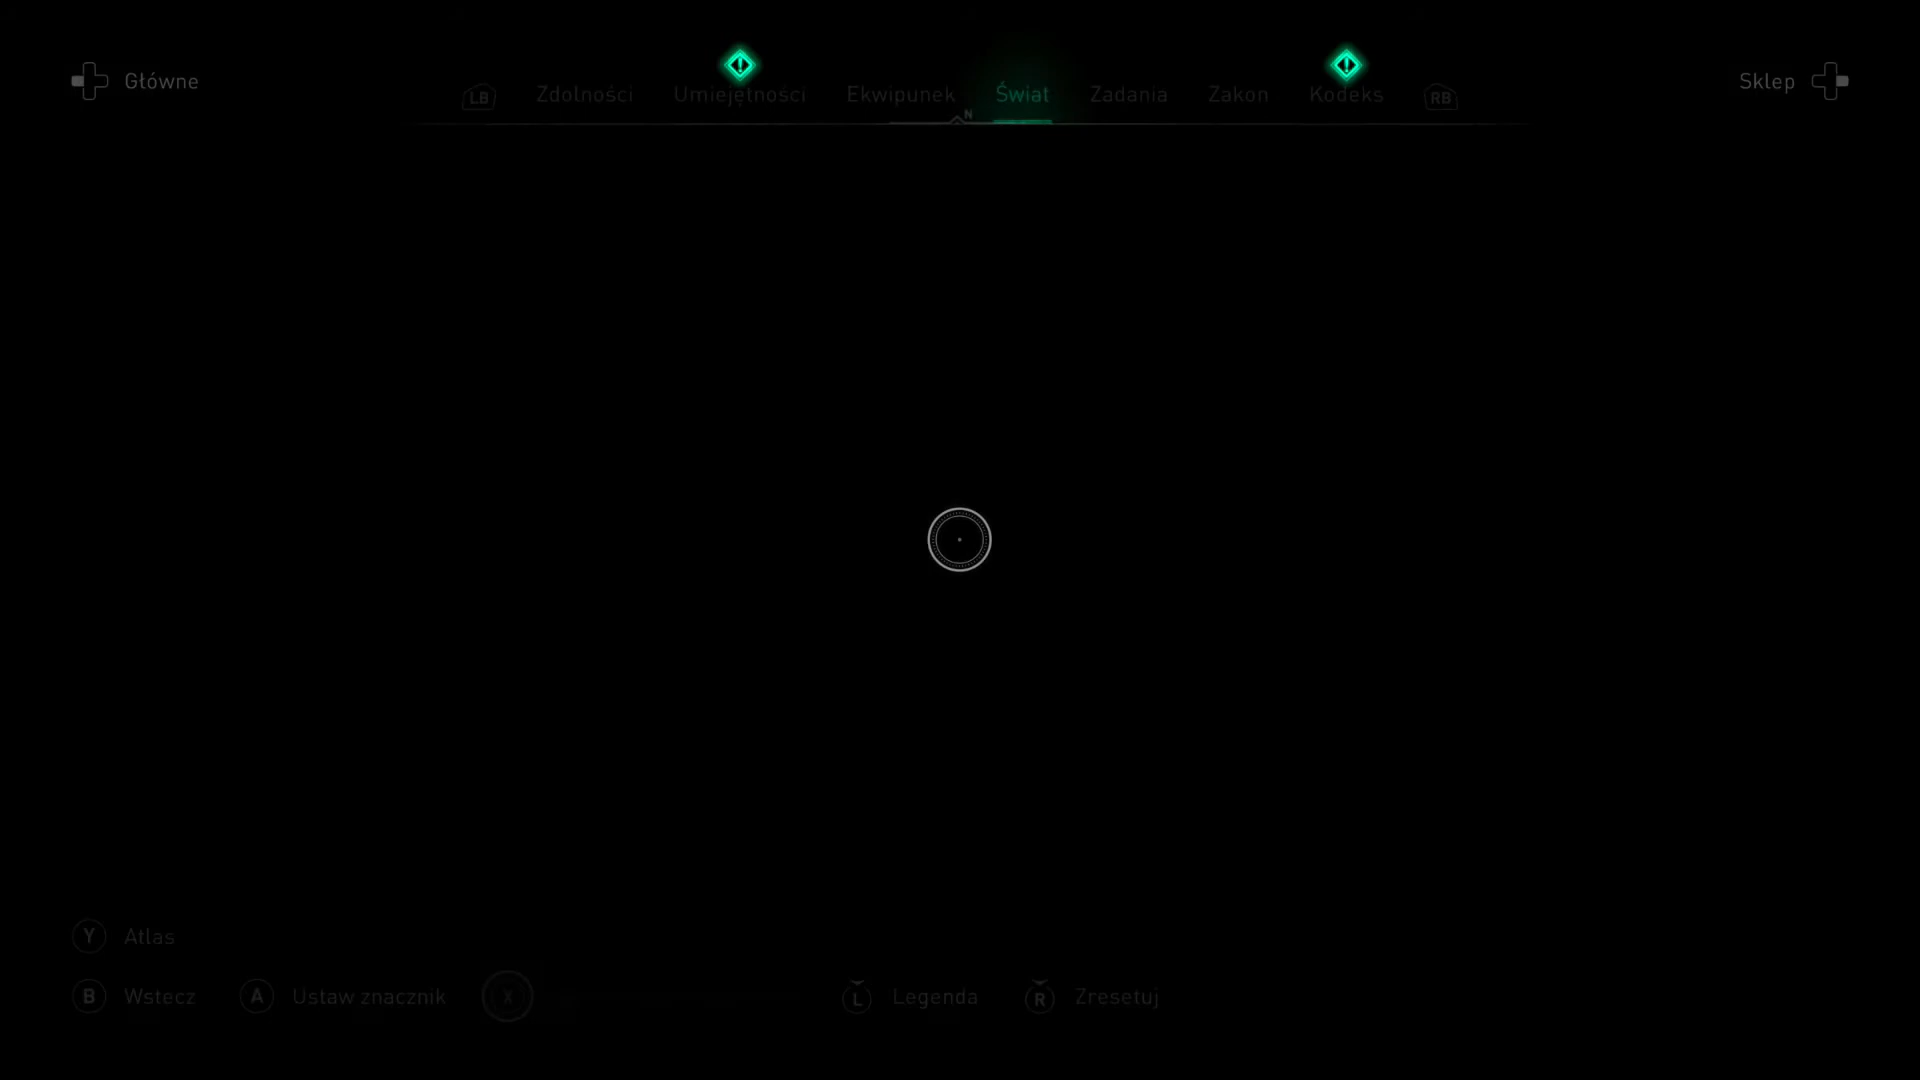 Główne
LB Zdolności Umiejętności Ekwipunek Świat Zadania Zakon Kodeks RB
Sklep
N
Y Atlas
B Wstecz A Ustaw znacznik X L Legenda R Zresetuj